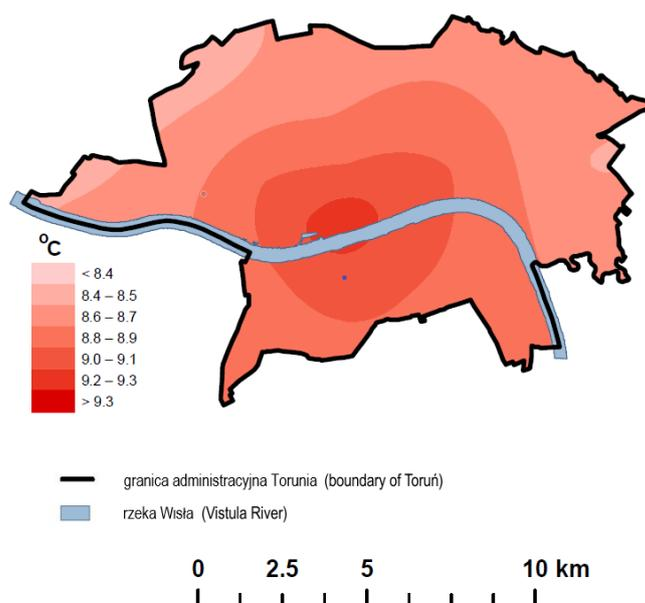 °C
< 8.4
8.4 – 8.5
8.6 – 8.7
8.8 – 8.9
9.0 – 9.1
9.2 – 9.3
> 9.3
granica administracyjna Torunia (boundary of Toruń)
rzeka Wisła (Vistula River)
0 2.5 5 10 km